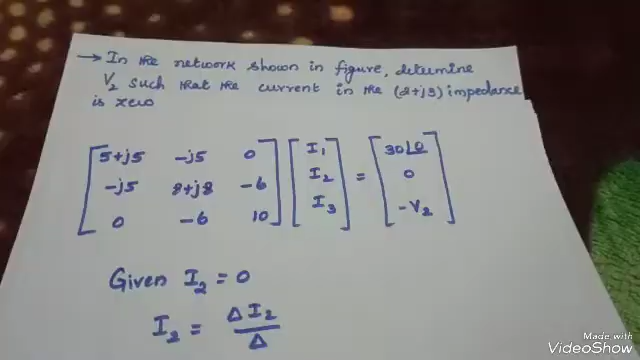 → In the network shown in figure, determine
V₂ such that the current in the (2+j3) impedance
is zero
[5+j5 -j5 0] [I₁] = [30∠0]
[-j5 8+j8 -6] [I₂] [0]
[0 -6 10] [I₃] [-V₂]
Given I₂ = 0
I₂ = ΔI₂/Δ
Made with
VideoShow